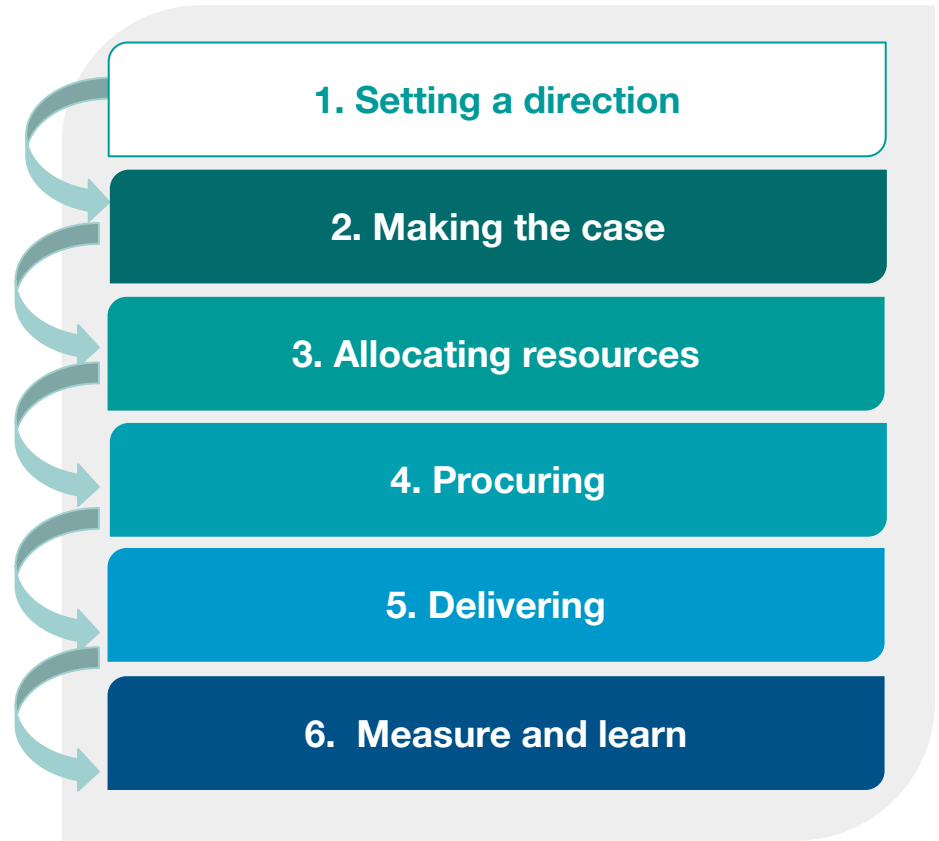 1. Setting a direction
2. Making the case
3. Allocating resources
4. Procuring
5. Delivering
6.  Measure and learn